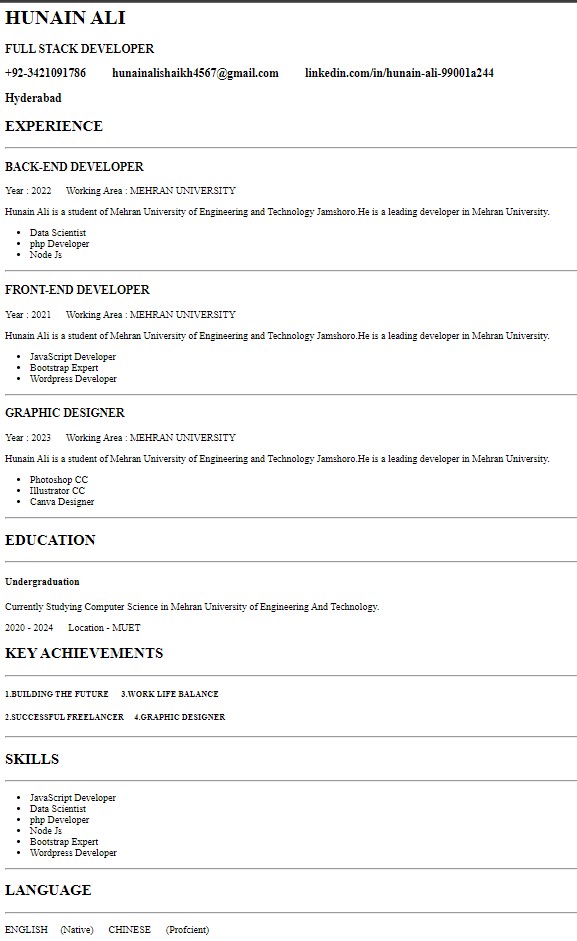 HUNAIN ALI
FULL STACK DEVELOPER
+92-3421091786 hunainalishaikh4567@gmail.com linkedin.com/in/hunain-ali-99001a244
Hyderabad
EXPERIENCE
BACK-END DEVELOPER
Year : 2022 Working Area : MEHRAN UNIVERSITY
Hunain Ali is a student of Mehran University of Engineering and Technology Jamshoro.He is a leading developer in Mehran University.
• Data Scientist
• php Developer
• Node Js
FRONT-END DEVELOPER
Year : 2021 Working Area : MEHRAN UNIVERSITY
Hunain Ali is a student of Mehran University of Engineering and Technology Jamshoro.He is a leading developer in Mehran University.
• JavaScript Developer
• Bootstrap Expert
• Wordpress Developer
GRAPHIC DESIGNER
Year : 2023 Working Area : MEHRAN UNIVERSITY
Hunain Ali is a student of Mehran University of Engineering and Technology Jamshoro.He is a leading developer in Mehran University.
• Photoshop CC
• Illustrator CC
• Canva Designer
EDUCATION
Undergraduation
Currently Studying Computer Science in Mehran University of Engineering And Technology.
2020 - 2024 Location - MUET
KEY ACHIEVEMENTS
1.BUILDING THE FUTURE 3.WORK LIFE BALANCE
2.SUCCESSFUL FREELANCER 4.GRAPHIC DESIGNER
SKILLS
• JavaScript Developer
• Data Scientist
• php Developer
• Node Js
• Bootstrap Expert
• Wordpress Developer
LANGUAGE
ENGLISH (Native) CHINESE (Profcient)